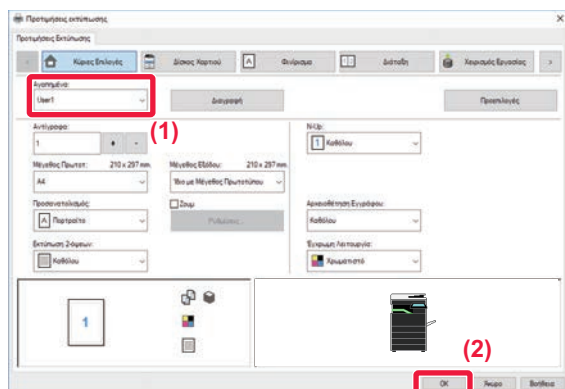 Προτιμήσεις εκτύπωσης
Προτιμήσεις Εκτύπωσης
Κύριες Επιλογές Δίσκος Χαρτιού Φινίρισμα Διάταξη Χειρισμός Εργασίας
Αγαπημένα:
User1 Διαγραφή Προεπιλογές
(1)
Αντίγραφα: N-Up:
1 + - 1 Καθόλου
Μέγεθος Πρωτοτ.: 210 x 297 mm. Μέγεθος Εξόδου: 210 x 297 mm.
A4 Ίδιο με Μέγεθος Πρωτοτύπου
Προσανατολισμός: Ζουμ Αρχειοθέτηση Εγγράφου:
A Πορτραίτο Ρυθμίσεις... Καθόλου
Εκτύπωση 2-όψεων: Έγχρωμη Λειτουργία:
Καθόλου Χρωματιστό
1
(2)
OK Άκυρο Βοήθεια